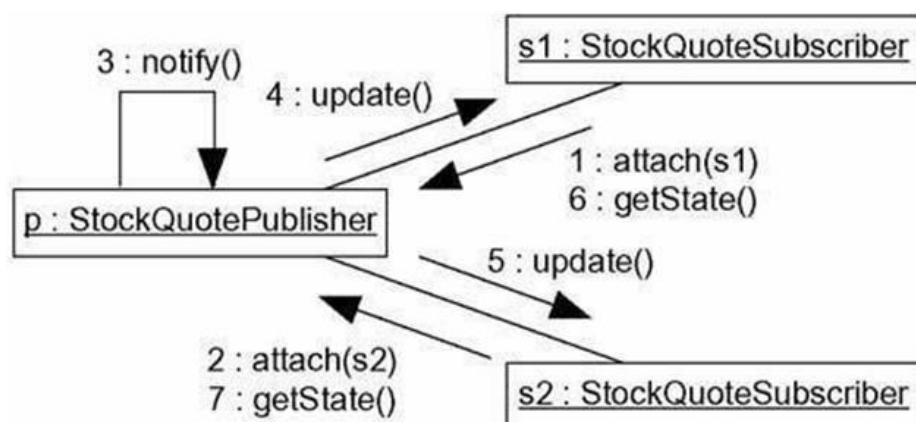 s1 : StockQuoteSubscriber
3 : notify()
4 : update()
1 : attach(s1)
6 : getState()
p : StockQuotePublisher
5 : update()
2 : attach(s2)
7 : getState()
s2 : StockQuoteSubscriber